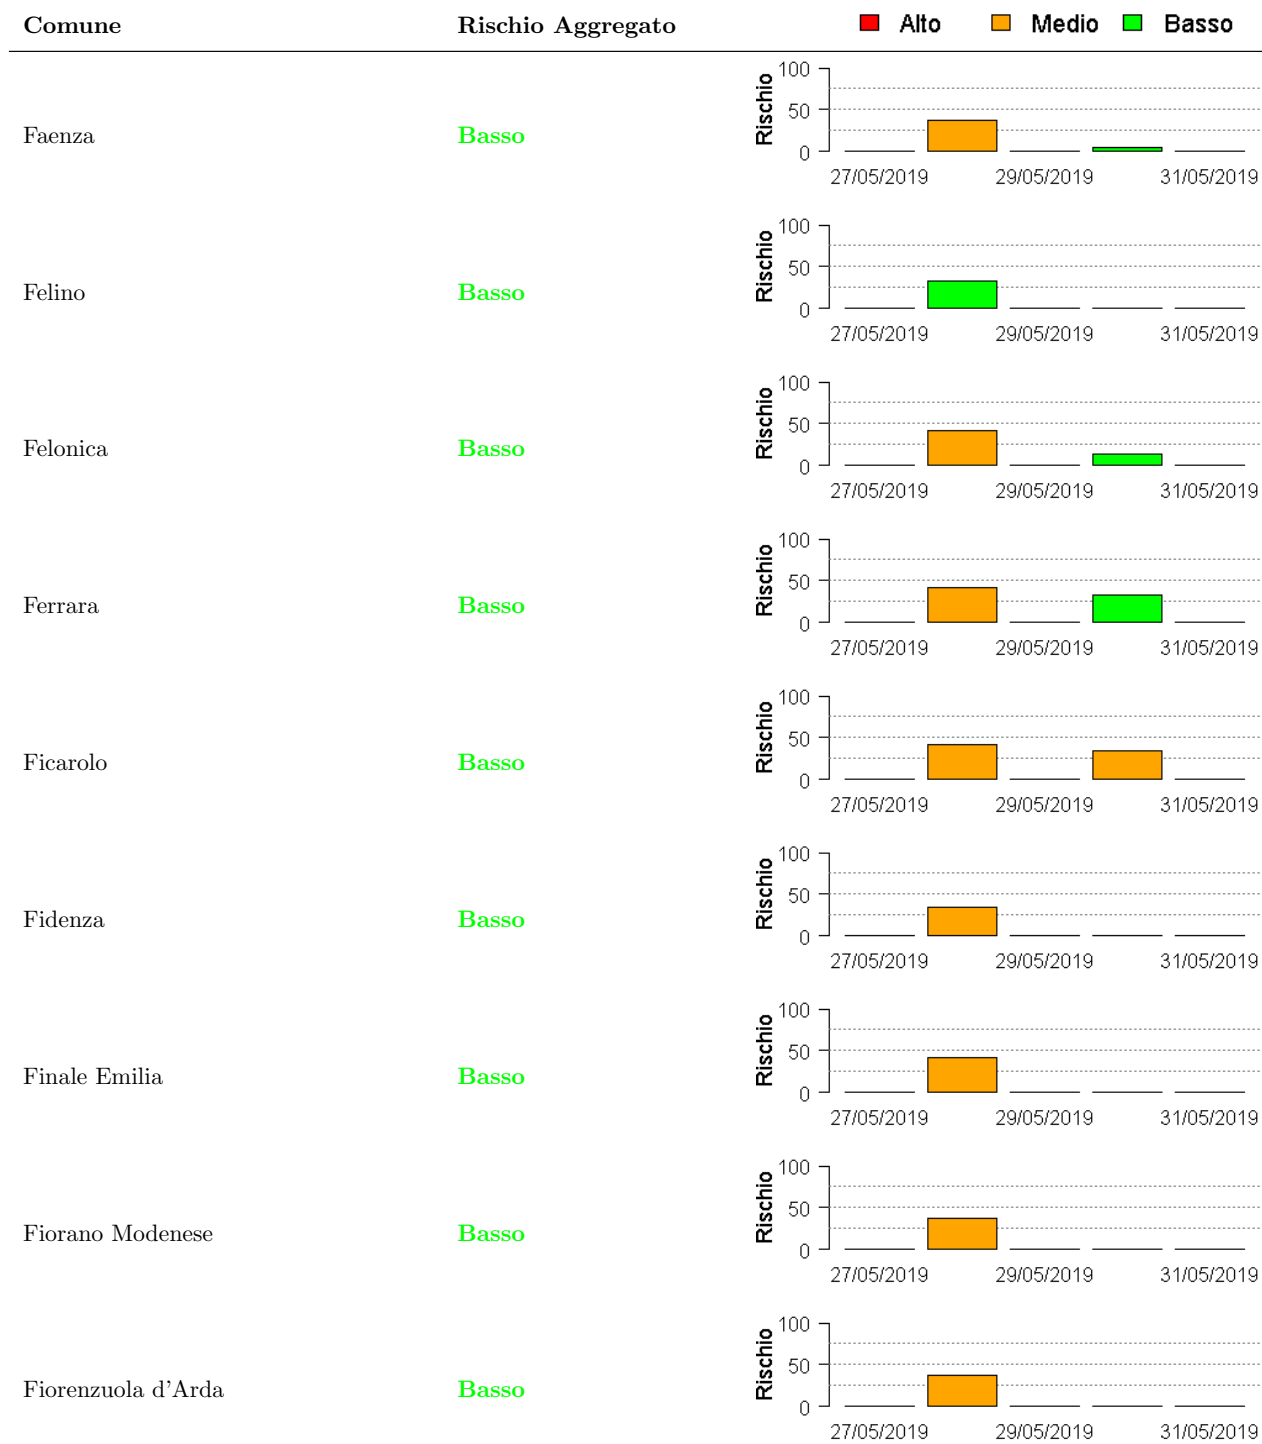 Comune Rischio Aggregato Alto Medio Basso
Faenza Basso Rischio 100 50 0
27/05/2019 29/05/2019 31/05/2019
Felino Basso Rischio 100 50 0
27/05/2019 29/05/2019 31/05/2019
Felonica Basso Rischio 100 50 0
27/05/2019 29/05/2019 31/05/2019
Ferrara Basso Rischio 100 50 0
27/05/2019 29/05/2019 31/05/2019
Ficarolo Basso Rischio 100 50 0
27/05/2019 29/05/2019 31/05/2019
Fidenza Basso Rischio 100 50 0
27/05/2019 29/05/2019 31/05/2019
Finale Emilia Basso Rischio 100 50 0
27/05/2019 29/05/2019 31/05/2019
Fiorano Modenese Basso Rischio 100 50 0
27/05/2019 29/05/2019 31/05/2019
Fiorenzuola d'Arda Basso Rischio 100 50 0
27/05/2019 29/05/2019 31/05/2019